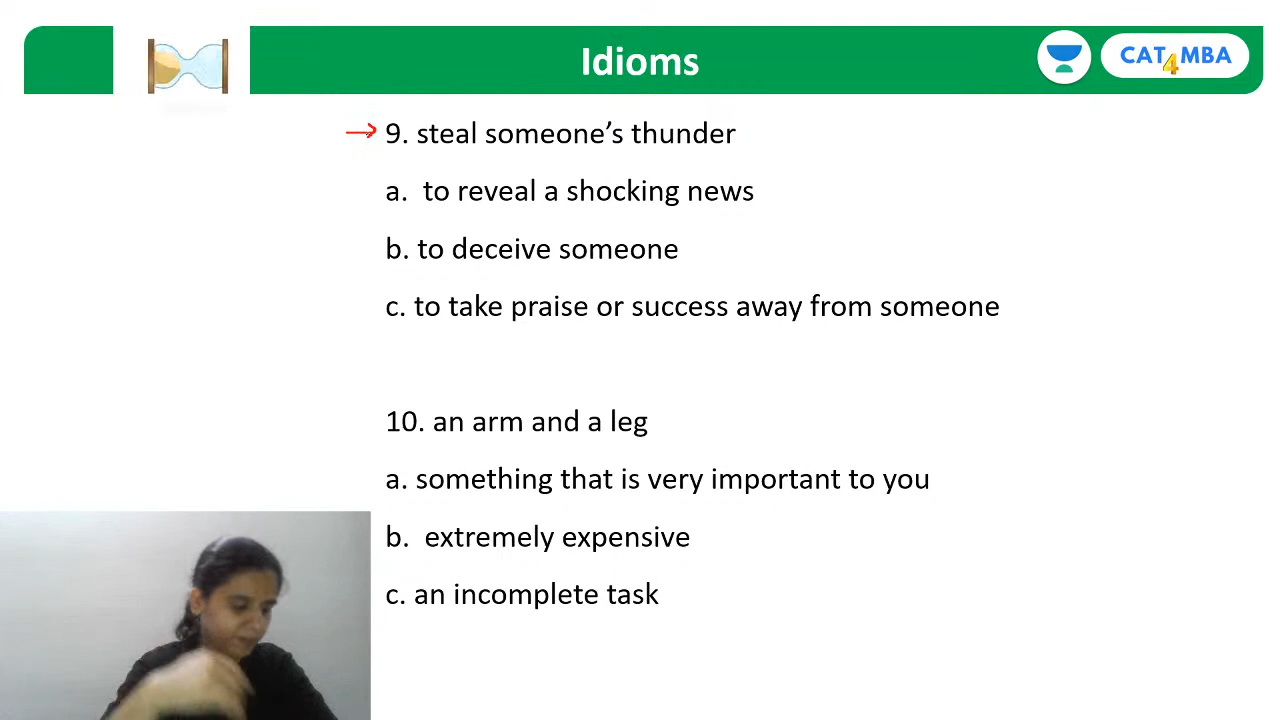 Idioms
CAT4MBA
9. steal someone’s thunder
a. to reveal a shocking news
b. to deceive someone
c. to take praise or success away from someone
10. an arm and a leg
a. something that is very important to you
b. extremely expensive
c. an incomplete task